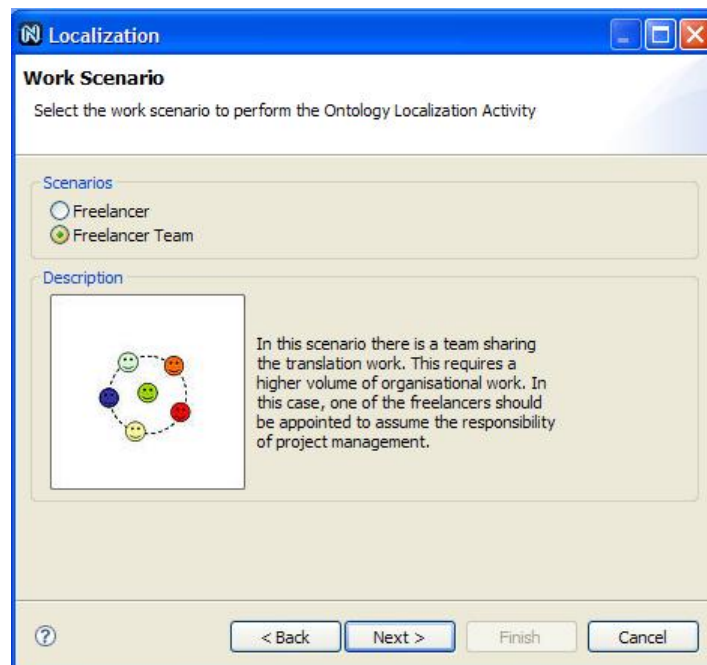 Localization
Work Scenario
Select the work scenario to perform the Ontology Localization Activity
Scenarios
Freelancer
Freelancer Team
Description
In this scenario there is a team sharing
the translation work. This requires a
higher volume of organisational work. In
this case, one of the freelancers should
be appointed to assume the responsibility
of project management.
< Back Next > Finish Cancel